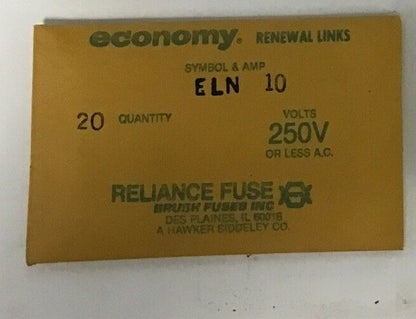 economy® RENEWAL LINKS
SYMBOL & AMP
ELN 10
20 QUANTITY
VOLTS
250V
OR LESS A.C.
RELIANCE FUSE
BRUSH FUSES INC
DES PLAINES, IL 60018
A HAWKER SIDDELEY CO.